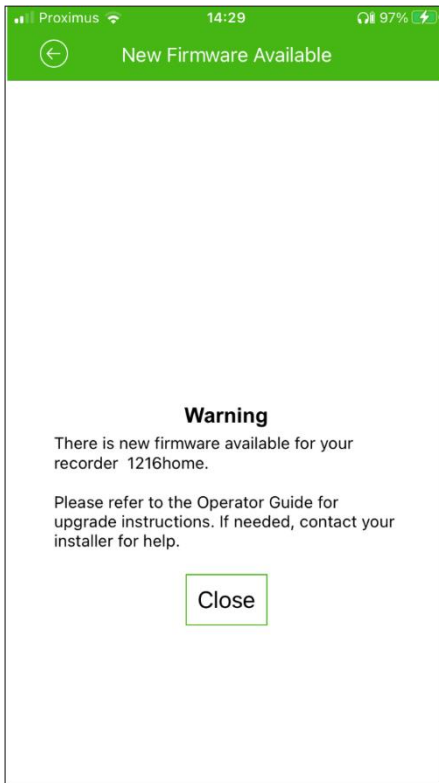 Proximus 14:29 97%
New Firmware Available
Warning
There is new firmware available for your
recorder 1216home.
Please refer to the Operator Guide for
upgrade instructions. If needed, contact your
installer for help.
Close